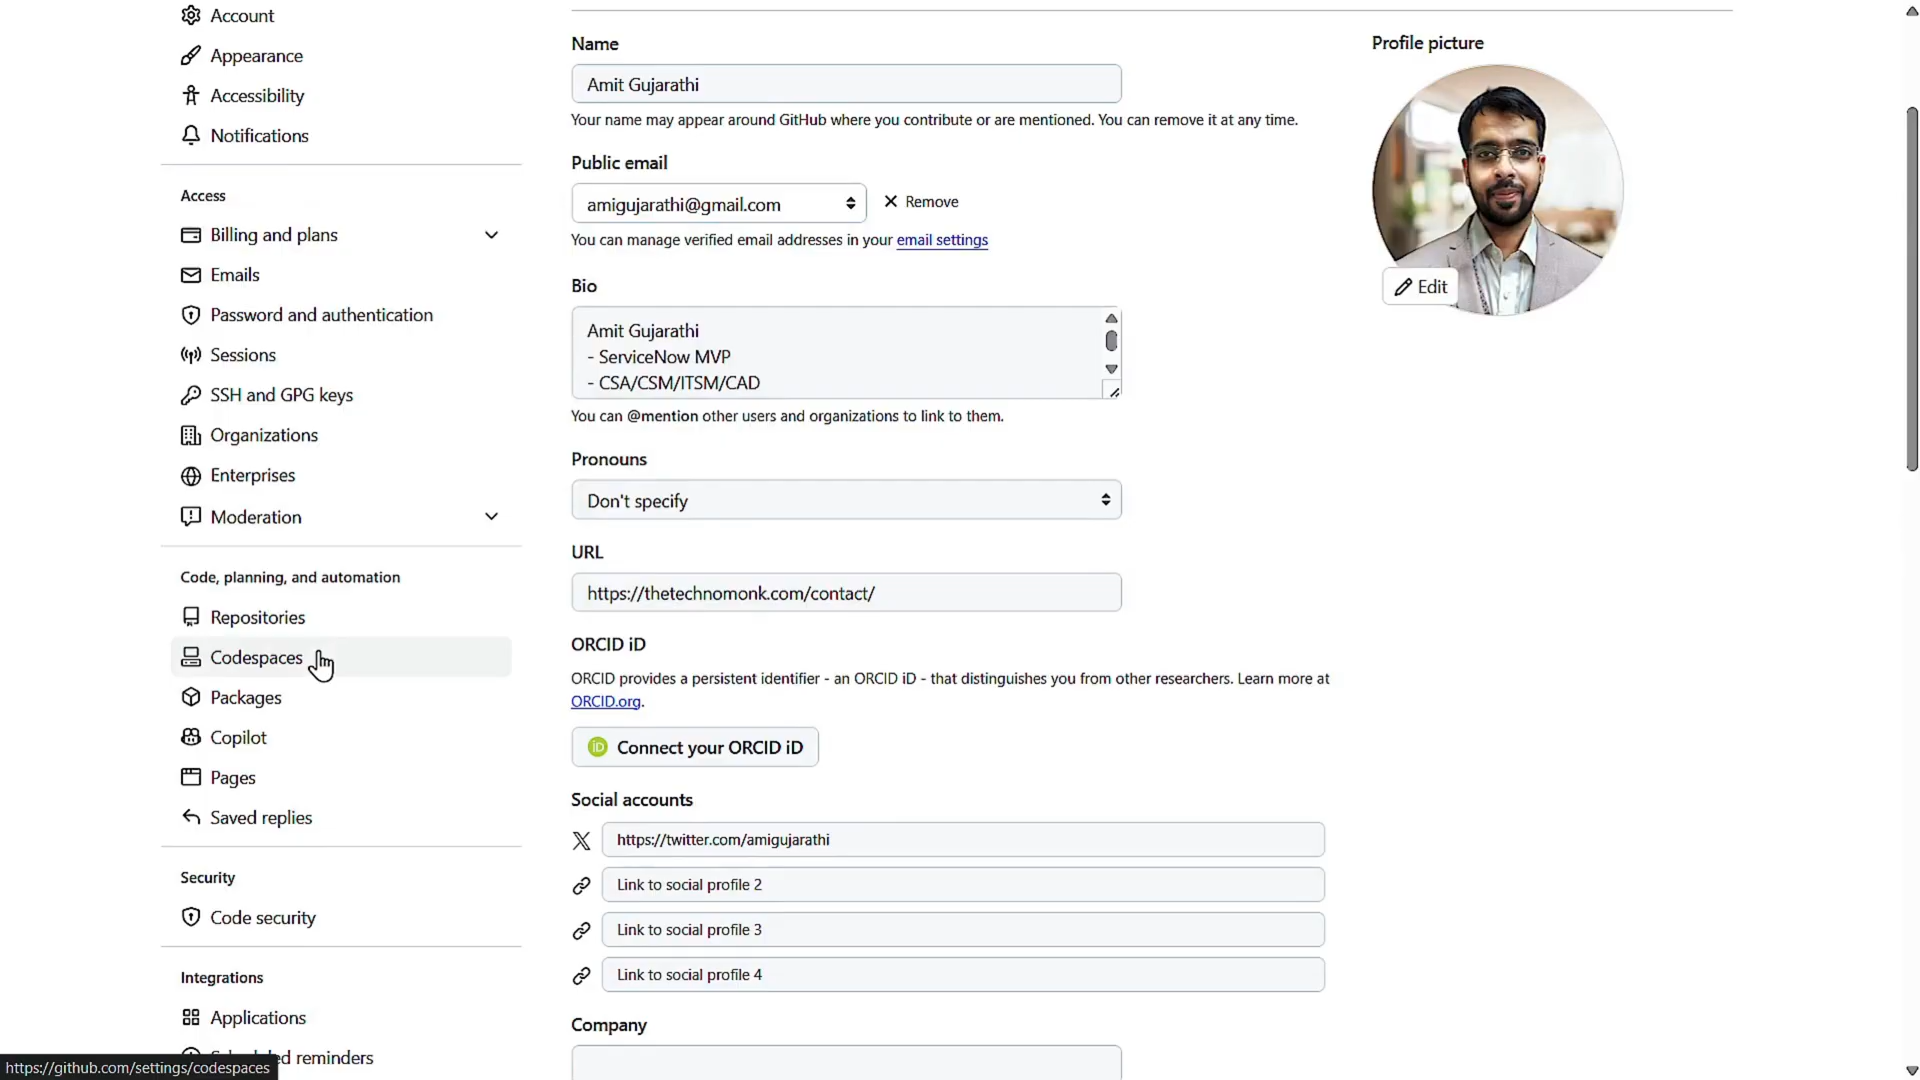 Account
Appearance
Accessibility
Notifications
Access
Billing and plans
Emails
Password and authentication
Sessions
SSH and GPG keys
Organizations
Enterprises
Moderation
Code, planning, and automation
Repositories
Codespaces
Packages
Copilot
Pages
Saved replies
Security
Code security
Integrations
Applications
reminders
https://github.com/settings/codespaces
Name
Amit Gujarathi
Your name may appear around GitHub where you contribute or are mentioned. You can remove it at any time.
Public email
amigujarathi@gmail.com
Remove
You can manage verified email addresses in your email settings
Bio
Amit Gujarathi
- ServiceNow MVP
- CSA/CSM/ITSM/CAD
You can @mention other users and organizations to link to them.
Pronouns
Don't specify
URL
https://thetechnomonk.com/contact/
ORCID iD
ORCID provides a persistent identifier - an ORCID iD - that distinguishes you from other researchers. Learn more at
ORCID.org.
iD Connect your ORCID iD
Social accounts
https://twitter.com/amigujarathi
Link to social profile 2
Link to social profile 3
Link to social profile 4
Company
Profile picture
Edit